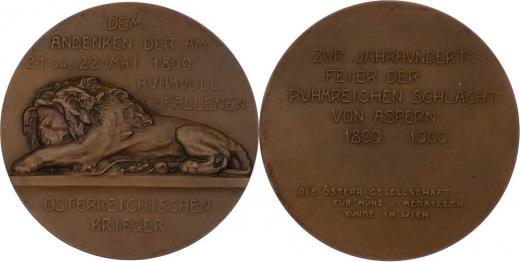 DEM
ANDENKEN DER AM
21. UND 22. MAI 1809
RUHMVOLL
GEFALLENEN
ÖSTERREICHISCHEN
KRIEGER
ZUR JAHRHUNDERT-
FEIER DER
RUHMREICHEN SCHLACHT
VON ASPERN
1809 1909
DIE ÖSTERR. GESELLSCHAFT
FÜR MÜNZ U. MEDAILLEN-
KUNDE IN WIEN